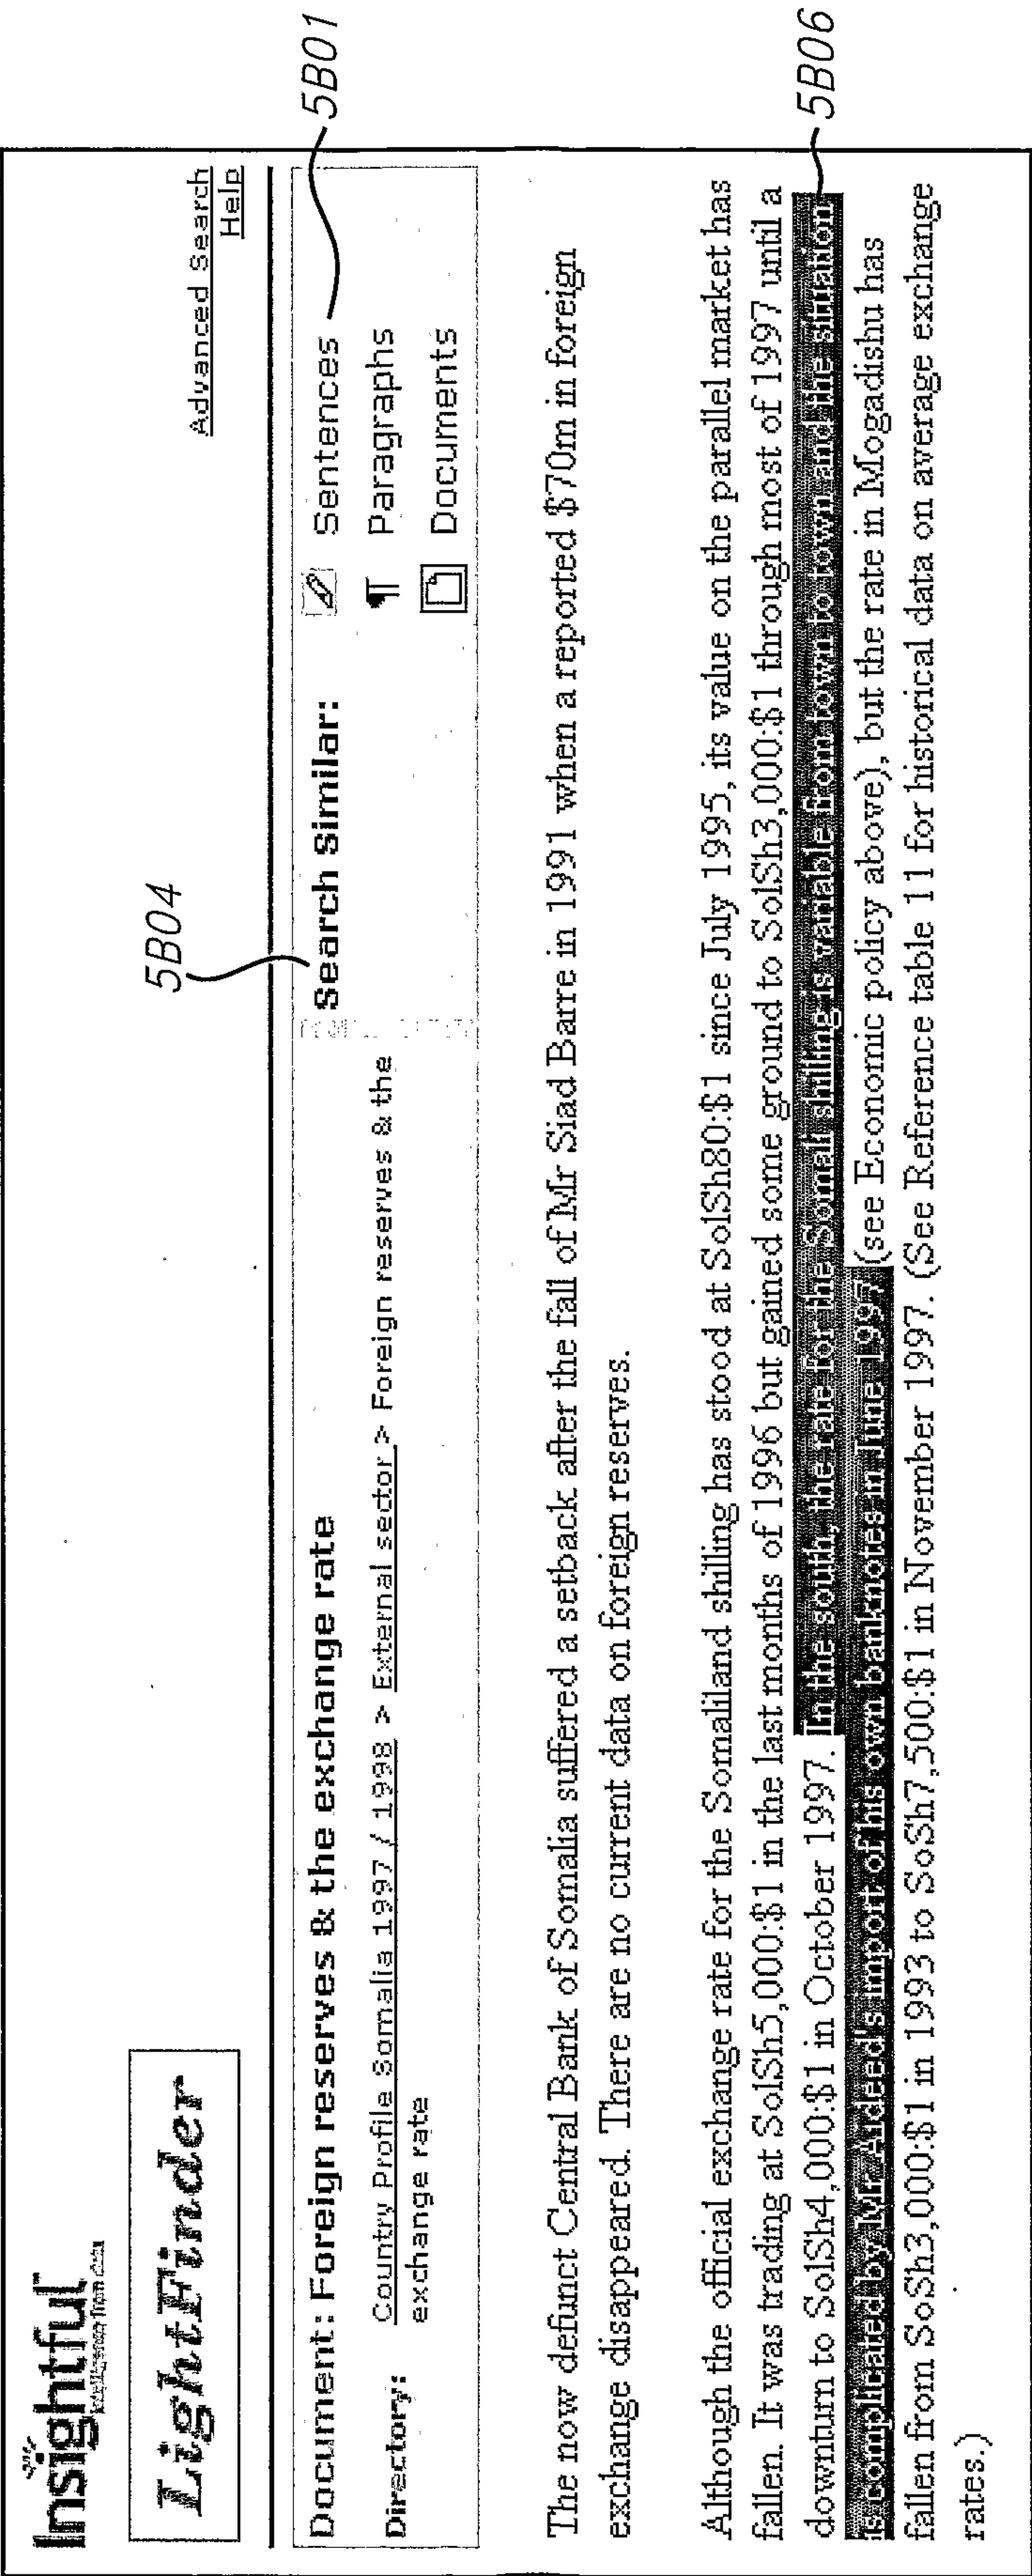 Insightful
intelligence from data
LightFinder
Advanced Search
Help
5B04
5B01
Document: Foreign reserves & the exchange rate
Search Similar:
Sentences
Paragraphs
Documents
Directory:
Country Profile Somalia 1997 / 1998 > External sector > Foreign reserves & the
exchange rate
The now defunct Central Bank of Somalia suffered a setback after the fall of Mr Siad Barre in 1991 when a reported $70m in foreign
exchange disappeared. There are no current data on foreign reserves.
Although the official exchange rate for the Somaliland shilling has stood at SolSh80:$1 since July 1995, its value on the parallel market has
fallen. It was trading at SolSh5,000:$1 in the last months of 1996 but gained some ground to SolSh3,000:$1 through most of 1997 until a
downturn to SolSh4,000:$1 in October 1997. In the south, the rate for the Somali shilling is variable from town to town and the situation
is complicated by Mr Aideed's import of his own banknotes in June 1997 (see Economic policy above), but the rate in Mogadishu has
fallen from SoSh3,000:$1 in 1993 to SoSh7,500:$1 in November 1997. (See Reference table 11 for historical data on average exchange
rates.)
5B06